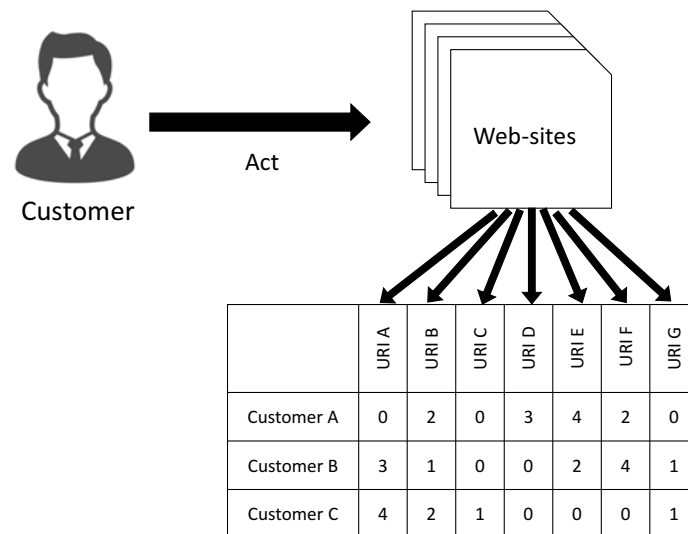 Web-sites
Act
Customer
URI A URI B URI C URI D URI E URI F URI G
Customer A 0 2 0 3 4 2 0
Customer B 3 1 0 0 2 4 1
Customer C 4 2 1 0 0 0 1